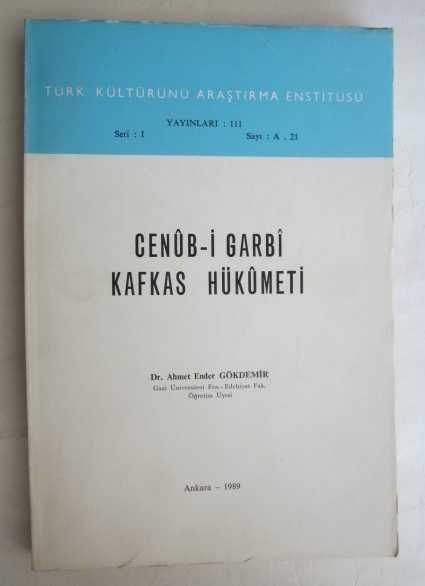 TÜRK KÜLTÜRÜNÜ ARAŞTIRMA ENSTİTÜSÜ
YAYINLARI : 111
Seri : I Sayı : A . 21
CENÛB-İ GARBÎ
KAFKAS HÜKÛMETİ
Dr. Ahmet Ender GÖKDEMİR
Gazi Üniversitesi Fen - Edebiyat Fak.
Öğretim Üyesi
Ankara – 1989